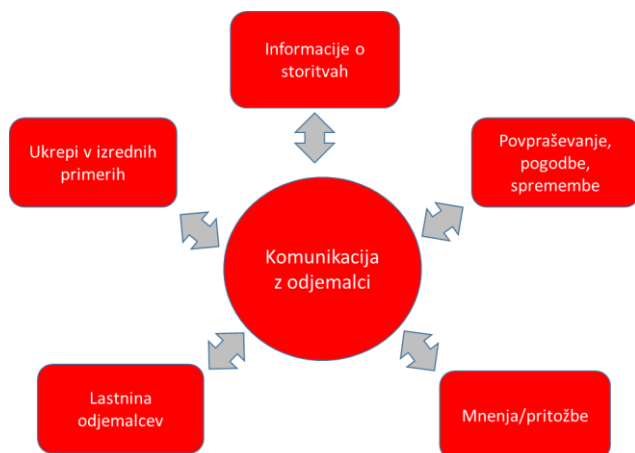 Informacije o
storitvah
Ukrepi v izrednih
primerih
Povpraševanje,
pogodbe,
spremembe
Komunikacija
z odjemalci
Lastnina
odjemalcev
Mnenja/pritožbe